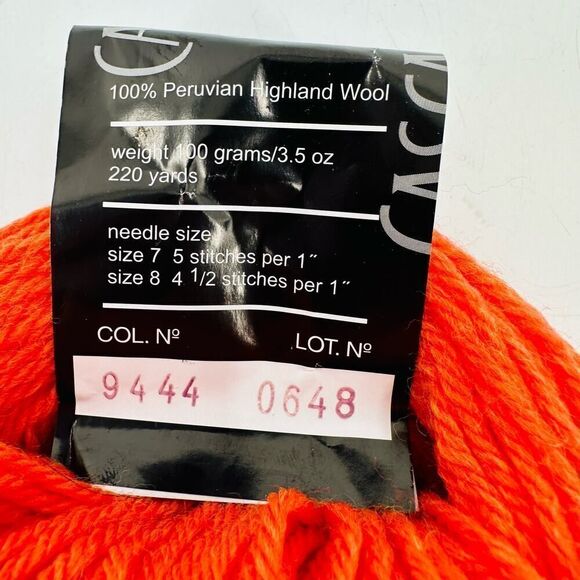 100% Peruvian Highland Wool
weight 100 grams/3.5 oz
220 yards
needle size
size 7 5 stitches per 1˝
size 8 4 1/2 stitches per 1˝
COL. Nº LOT. Nº
9444 0648